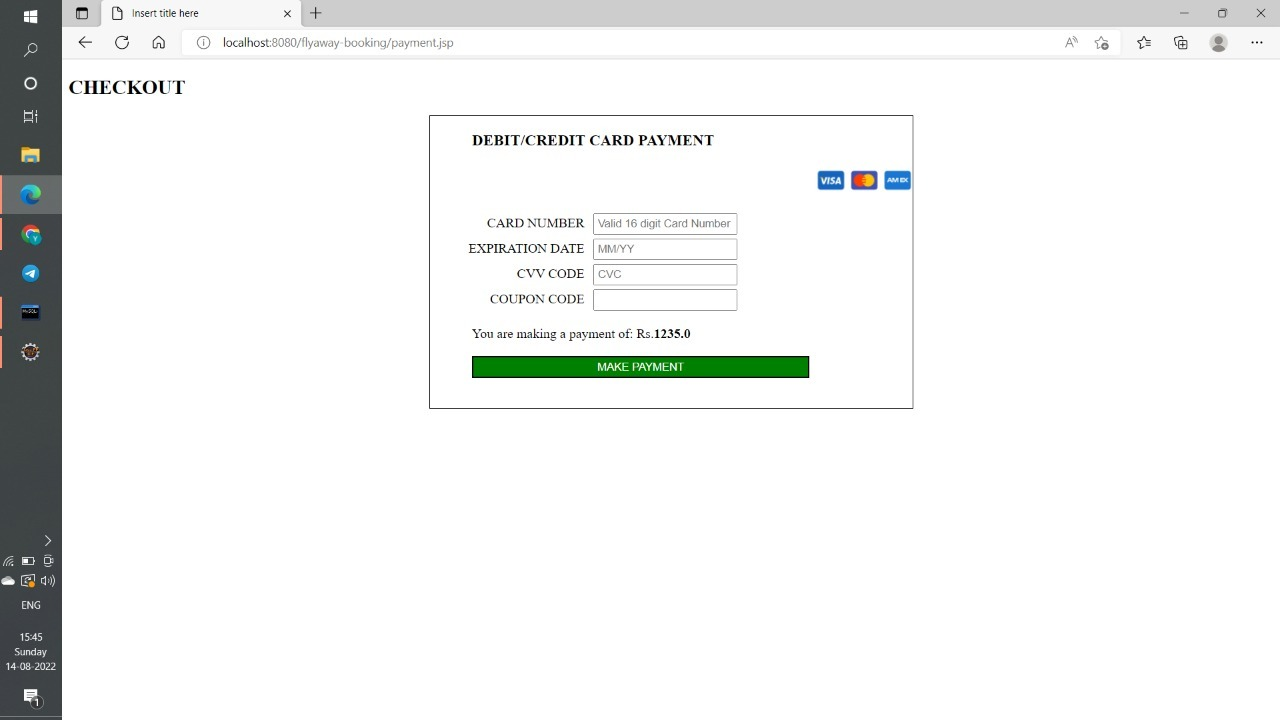 Insert title here
localhost:8080/flyaway-booking/payment.jsp
CHECKOUT
DEBIT/CREDIT CARD PAYMENT
VISA AMEX
CARD NUMBER Valid 16 digit Card Number
EXPIRATION DATE MM/YY
CVV CODE CVC
COUPON CODE
You are making a payment of: Rs.1235.0
MAKE PAYMENT
ENG
15:45
Sunday
14-08-2022
1